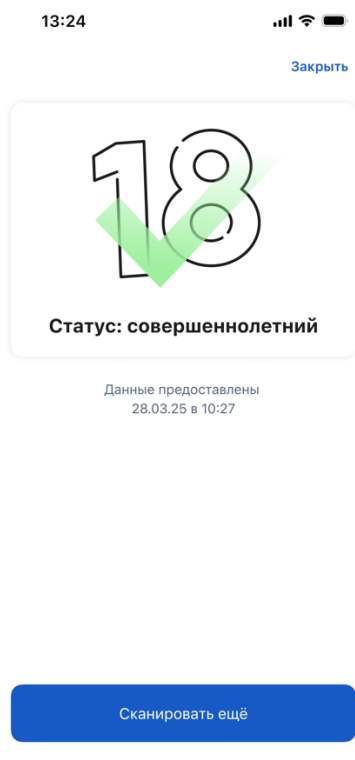 13:24
Закрыть
18
Статус: совершеннолетний
Данные предоставлены
28.03.25 в 10:27
Сканировать ещё